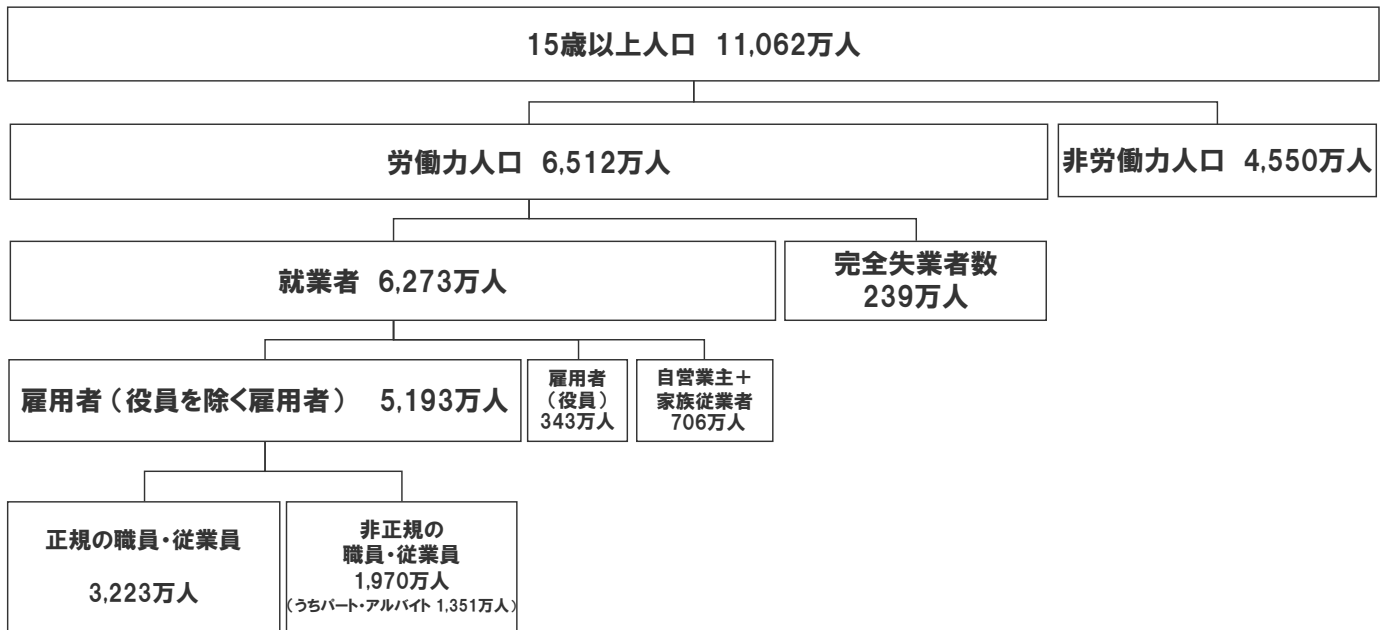 15歳以上人口 11,062万人
労働力人口 6,512万人
非労働力人口 4,550万人
就業者 6,273万人
完全失業者数
239万人
雇用者(役員を除く雇用者) 5,193万人
雇用者
(役員)
343万人
自営業主+
家族従業者
706万人
正規の職員・従業員
3,223万人
非正規の
職員・従業員
1,970万人
(うちパート・アルバイト 1,351万人)